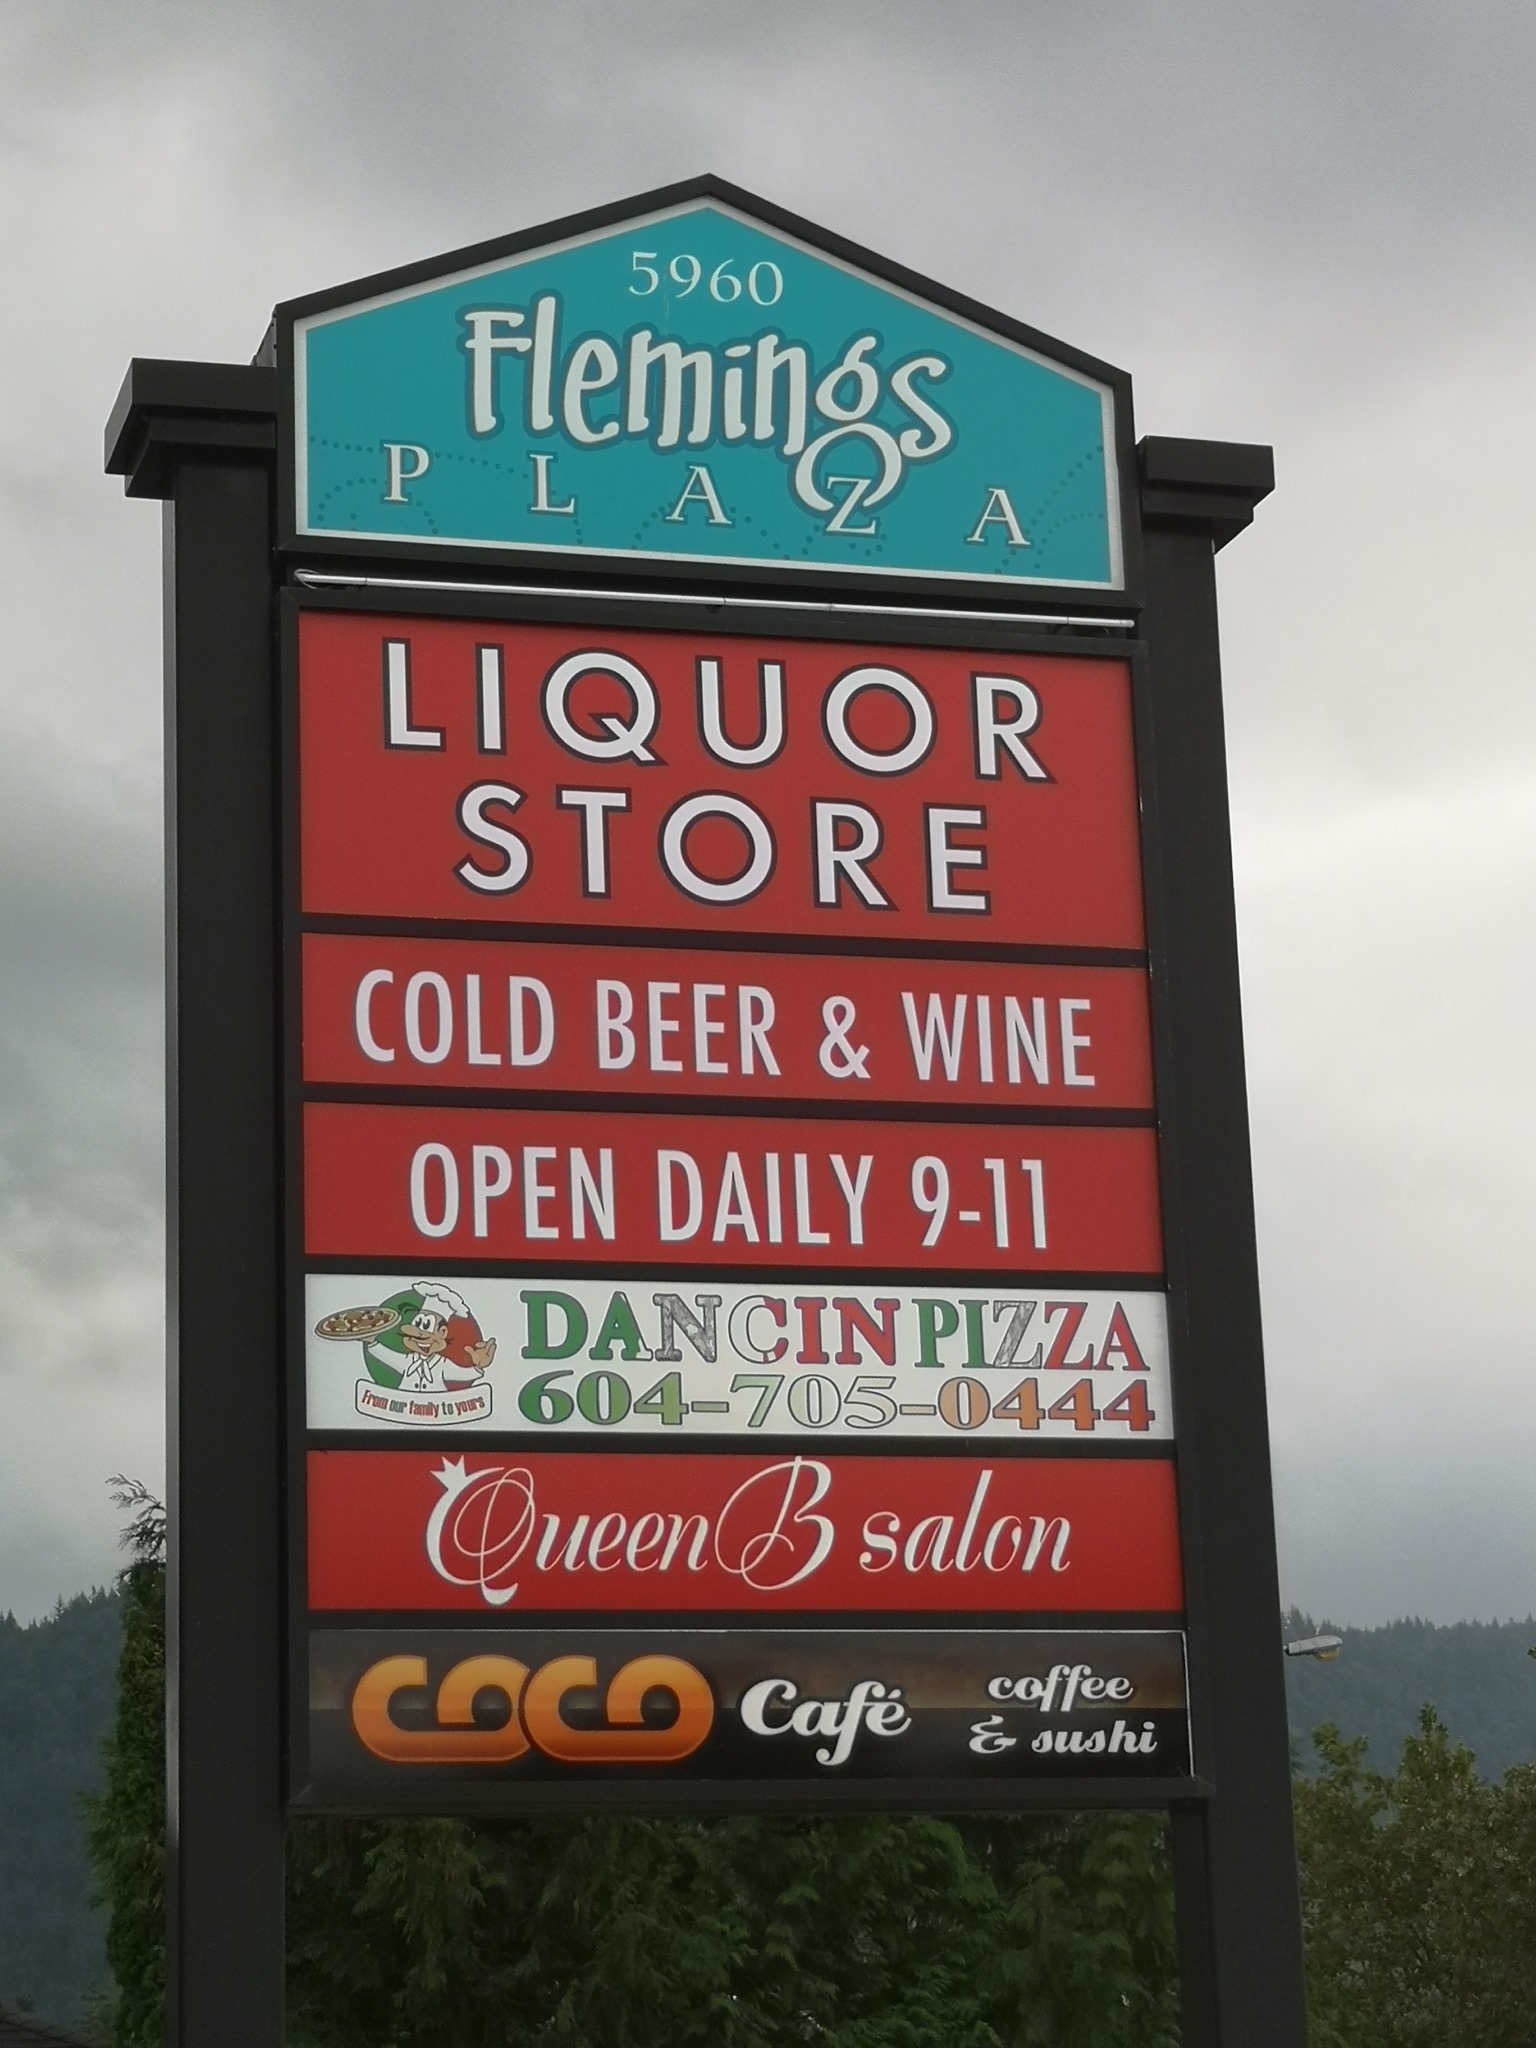 5960
Flemings
PLAZA
LIQUOR
STORE
COLD BEER & WINE
OPEN DAILY 9-11
DANCIN PIZZA
604-705-0444
From our family to yours
Queen B salon
COCO Café coffee
& sushi